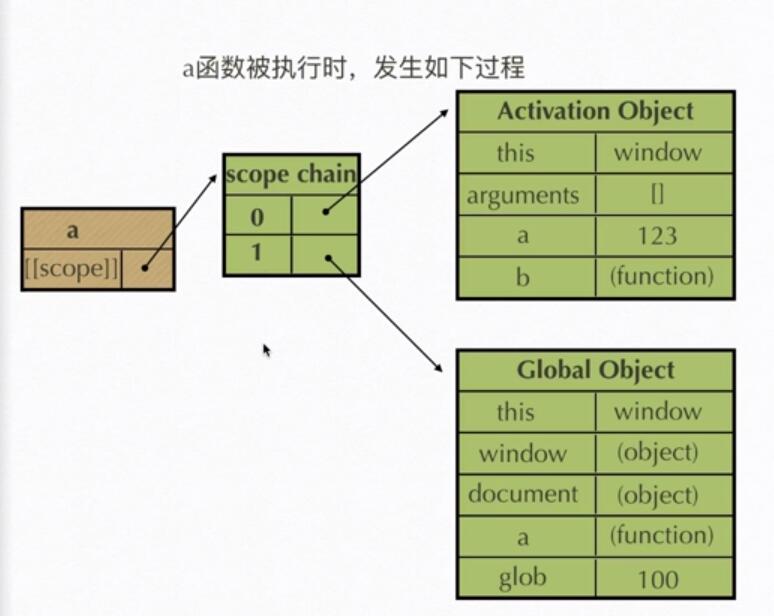 a函数被执行时，发生如下过程
Activation Object
this window
arguments []
a 123
b (function)
scope chain
0
1
a
[[scope]]
Global Object
this window
window (object)
document (object)
a (function)
glob 100